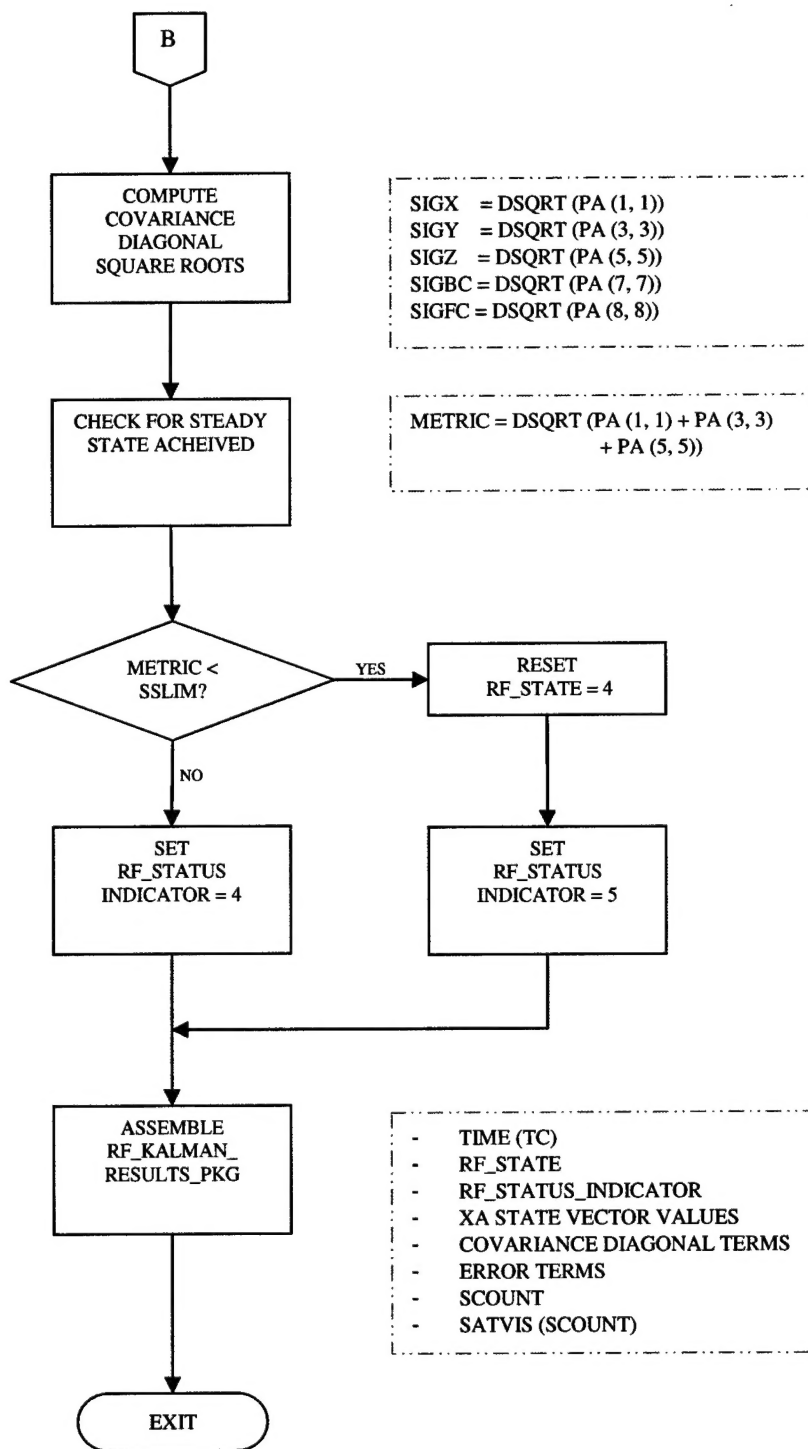 B
COMPUTE
COVARIANCE
DIAGONAL
SQUARE ROOTS
SIGX = DSQRT (PA (1, 1))
SIGY = DSQRT (PA (3, 3))
SIGZ = DSQRT (PA (5, 5))
SIGBC = DSQRT (PA (7, 7))
SIGFC = DSQRT (PA (8, 8))
CHECK FOR STEADY
STATE ACHEIVED
METRIC = DSQRT (PA (1, 1) + PA (3, 3)
+ PA (5, 5))
METRIC <
SSLIM?
YES
RESET
RF_STATE = 4
NO
SET
RF_STATUS
INDICATOR = 4
SET
RF_STATUS
INDICATOR = 5
ASSEMBLE
RF_KALMAN_
RESULTS_PKG
- TIME (TC)
- RF_STATE
- RF_STATUS_INDICATOR
- XA STATE VECTOR VALUES
- COVARIANCE DIAGONAL TERMS
- ERROR TERMS
- SCOUNT
- SATVIS (SCOUNT)
EXIT